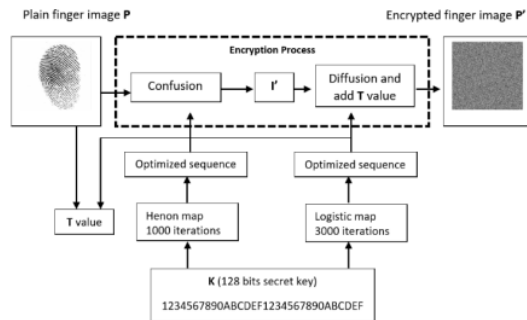 Plain finger image P
Encrypted finger image P'
Encryption Process
Confusion
I'
Diffusion and
add T value
Optimized sequence
Optimized sequence
T value
Henon map
1000 iterations
Logistic map
3000 iterations
K (128 bits secret key)
1234567890ABCDEF1234567890ABCDEF